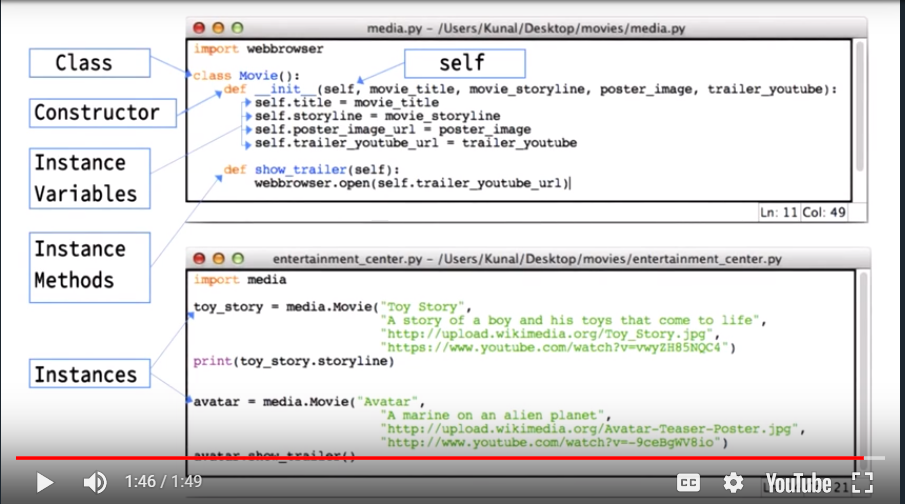 media.py – /Users/Kunal/Desktop/movies/media.py
import webbrowser
Class
class Movie():
self
def __init__(self, movie_title, movie_storyline, poster_image, trailer_youtube):
Constructor
self.title = movie_title
self.storyline = movie_storyline
self.poster_image_url = poster_image
self.trailer_youtube_url = trailer_youtube
Instance
Variables
def show_trailer(self):
webbrowser.open(self.trailer_youtube_url)
Ln: 11 Col: 49
Instance
Methods
entertainment_center.py – /Users/Kunal/Desktop/movies/entertainment_center.py
import media
toy_story = media.Movie("Toy Story",
"A story of a boy and his toys that come to life",
"http://upload.wikimedia.org/Toy_Story.jpg",
"https://www.youtube.com/watch?v=vwyZH85NQC4")
print(toy_story.storyline)
Instances
avatar = media.Movie("Avatar",
"A marine on an alien planet",
"http://upload.wikimedia.org/Avatar-Teaser-Poster.jpg",
"http://www.youtube.com/watch?v=-9ceBgWV8io")
avatar.show_trailer()
1:46 / 1:49
CC
YouTube
21